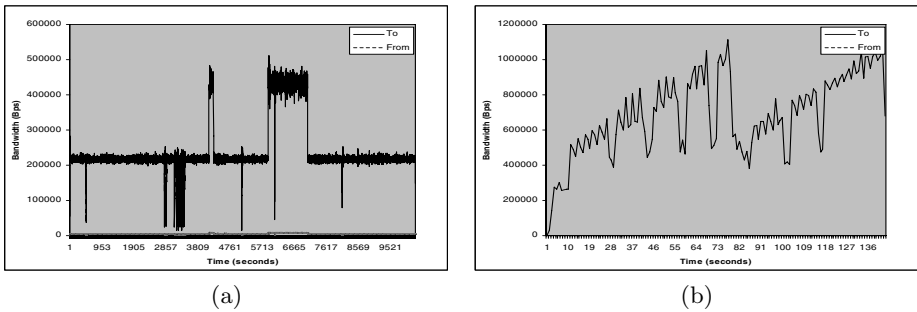 600000
500000
400000
300000
200000
100000
0
Bandwidth (Bps)
To
From
1 953 1905 2857 3809 4761 5713 6665 7617 8569 9521
Time (seconds)
(a)
1200000
1000000
800000
600000
400000
200000
0
Bandwidth (Bps)
To
From
1 10 19 28 37 46 55 64 73 82 91 100 109 118 127 136
Time (seconds)
(b)